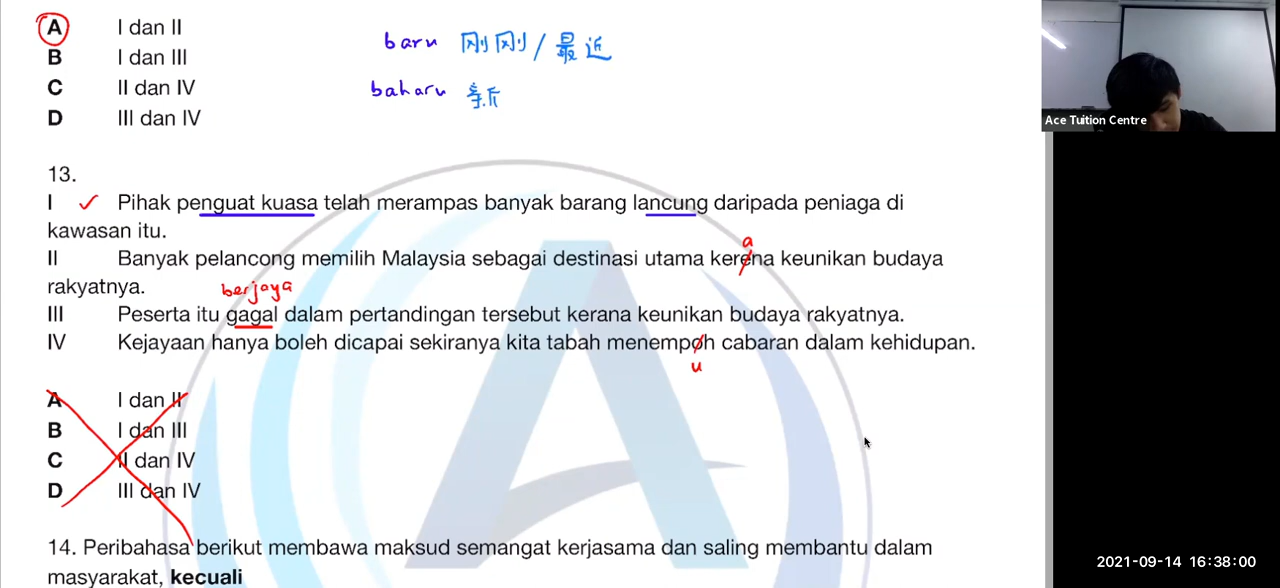 A I dan II
B I dan III
C II dan IV
D III dan IV
baru 刚刚/最近
baharu 新
Ace Tuition Centre
13.
I Pihak penguat kuasa telah merampas banyak barang lancung daripada peniaga di
kawasan itu.
a
II Banyak pelancong memilih Malaysia sebagai destinasi utama kerena keunikan budaya
rakyatnya.
berjaya
III Peserta itu gagal dalam pertandingan tersebut kerana keunikan budaya rakyatnya.
IV Kejayaan hanya boleh dicapai sekiranya kita tabah menempoh cabaran dalam kehidupan.
u
A I dan II
B I dan III
C II dan IV
D III dan IV
14. Peribahasa berikut membawa maksud semangat kerjasama dan saling membantu dalam
masyarakat, kecuali
2021-09-14 16:38:00